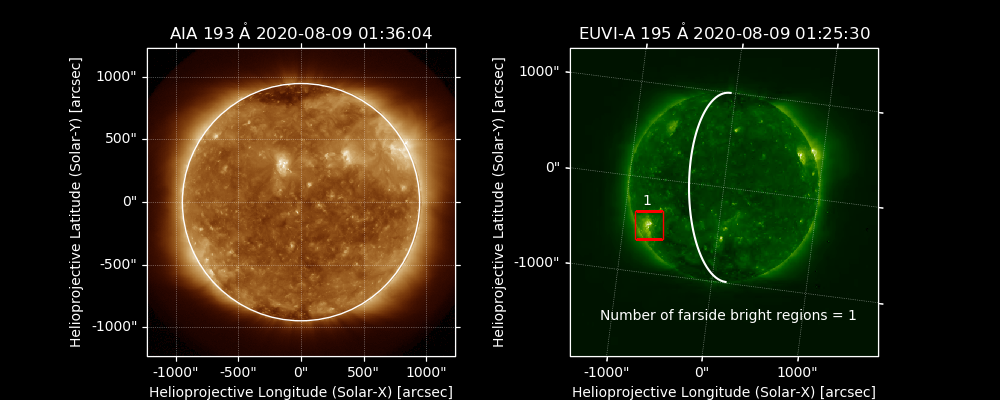 AIA 193 Å 2020-08-09 01:36:04
1000"
500"
0"
-500"
-1000"
-1000"
-500"
0"
500"
1000"
Helioprojective Longitude (Solar-X) [arcsec]
Helioprojective Latitude (Solar-Y) [arcsec]
EUVI-A 195 Å 2020-08-09 01:25:30
1000"
0"
-1000"
1
Number of farside bright regions = 1
-1000"
0"
1000"
Helioprojective Longitude (Solar-X) [arcsec]
Helioprojective Latitude (Solar-Y) [arcsec]